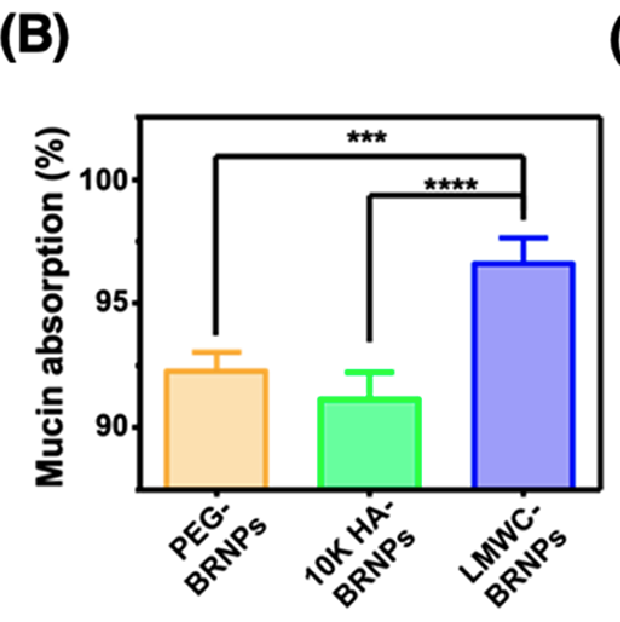 (B)
Mucin absorption (%)
100
95
90
***
****
PEG-
BRNPs
10K HA-
BRNPs
LMWC-
BRNPs